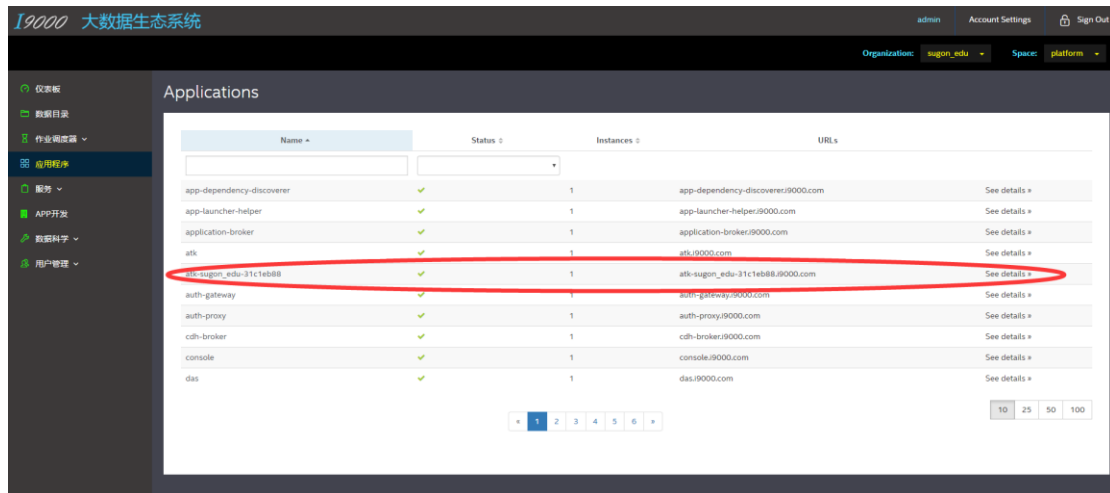 I9000 大数据生态系统
admin Account Settings Sign Out
Organization: sugon_edu Space: platform
仪表板
数据目录
作业调度器
应用程序
服务
APP开发
数据科学
用户管理
Applications
Name Status Instances URLs
app-dependency-discoverer 1 app-dependency-discoverer.i9000.com See details »
app-launcher-helper 1 app-launcher-helper.i9000.com See details »
application-broker 1 application-broker.i9000.com See details »
atk 1 atk.i9000.com See details »
atk-sugon_edu-31c1eb88 1 atk-sugon_edu-31c1eb88.i9000.com See details »
auth-gateway 1 auth-gateway.i9000.com See details »
auth-proxy 1 auth-proxy.i9000.com See details »
cdh-broker 1 cdh-broker.i9000.com See details »
console 1 console.i9000.com See details »
das 1 das.i9000.com See details »
« 1 2 3 4 5 6 »
10 25 50 100